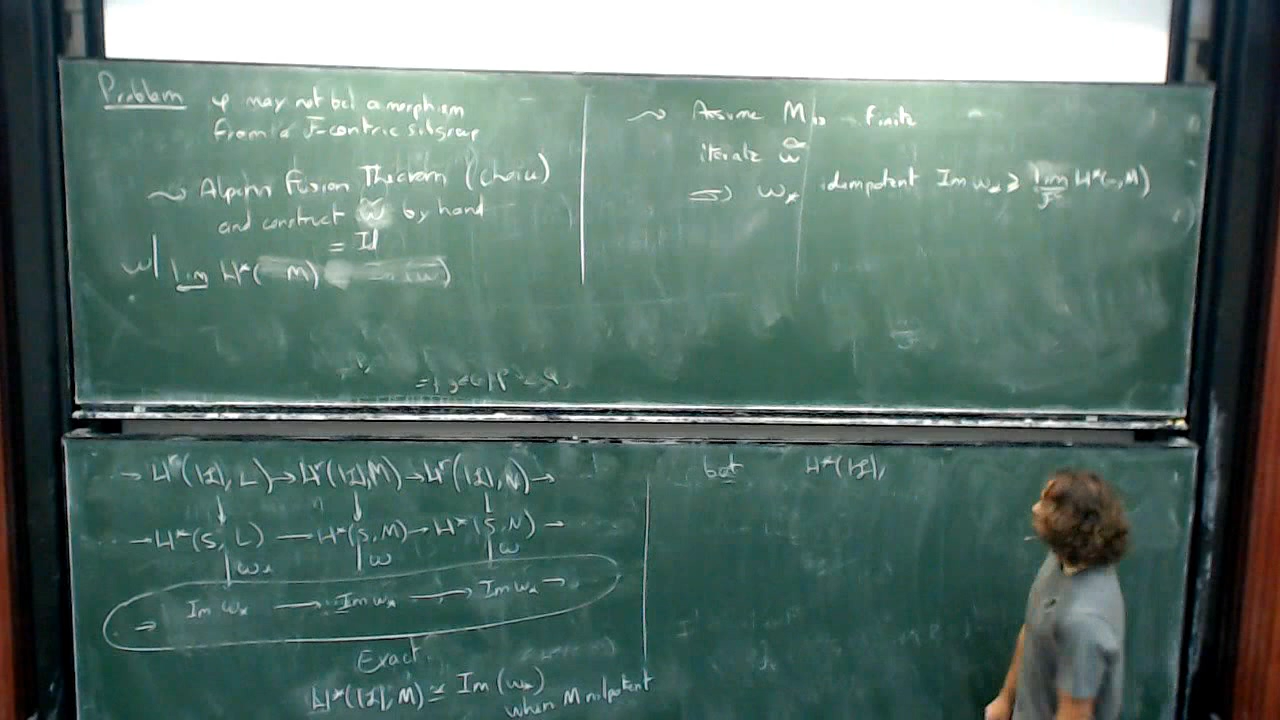 Problem φ may not be a morphism
from a F-centric subgroup
⇝ Alperin Fusion Theorem (choice)
and construct ω̃ by hand
= Id
w/ lim H*( M)
⇝ Assume M is finite
iterate ω̃
⇒ ω* idempotent Im ω* ≥ lim H*(-, M)
→ H*(|L|, L) → H*(|L|, M) → H*(|L|, N) →
→ H*(S, L) → H*(S, M) → H*(S, N) →
ω* ω ω
→ Im ω* → Im ω* → Im ω* →
Exact.
H*(|L|, M) ≅ Im (ω*)
when M nilpotent
but H*(|L|,